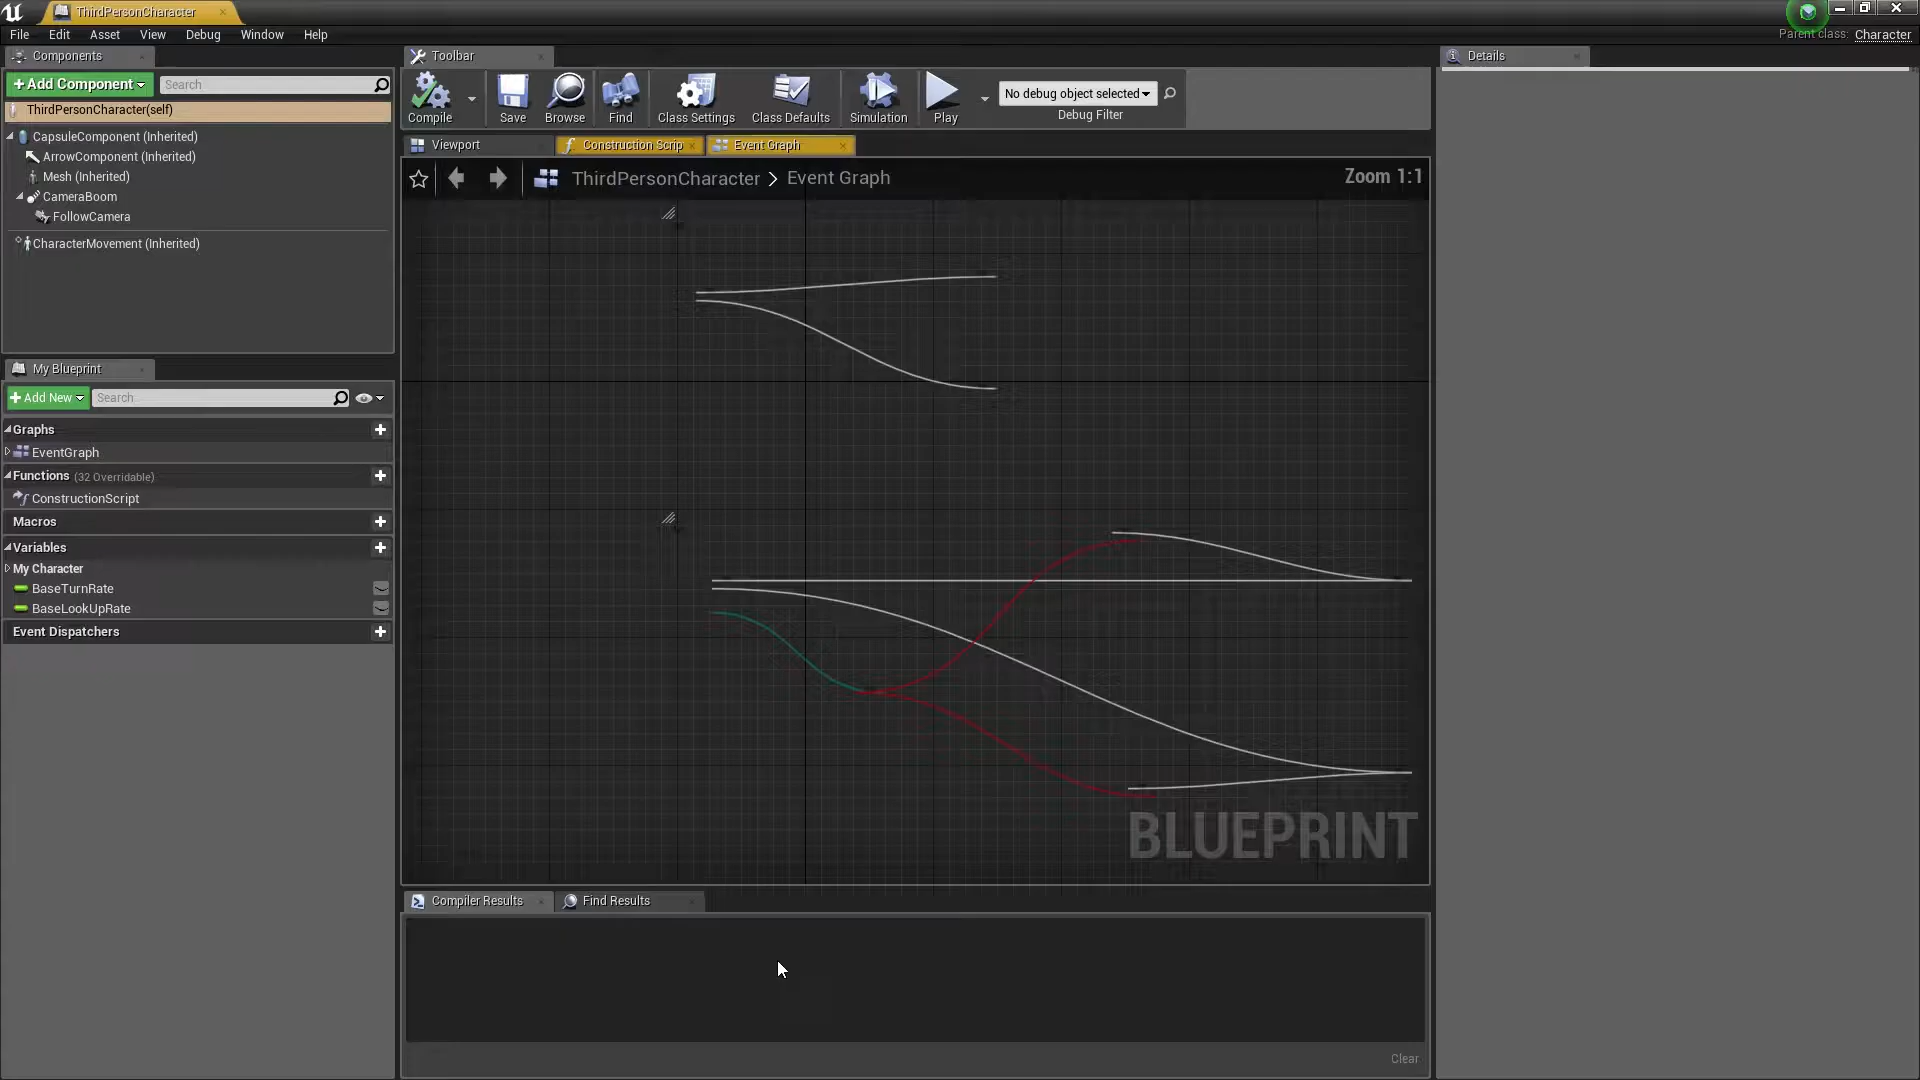 ThirdPersonCharacter
File Edit Asset View Debug Window Help
Parent class: Character
Components
Add Component
Search
ThirdPersonCharacter(self)
CapsuleComponent (Inherited)
ArrowComponent (Inherited)
Mesh (Inherited)
CameraBoom
FollowCamera
CharacterMovement (Inherited)
My Blueprint
Add New
Search
Graphs
EventGraph
Functions (32 Overridable)
ConstructionScript
Macros
Variables
My Character
BaseTurnRate
BaseLookUpRate
Event Dispatchers
Toolbar
Compile
Save
Browse
Find
Class Settings
Class Defaults
Simulation
Play
No debug object selected
Debug Filter
Viewport
Construction Scrip
Event Graph
ThirdPersonCharacter > Event Graph
Zoom 1:1
BLUEPRINT
Compiler Results
Find Results
Clear
Details